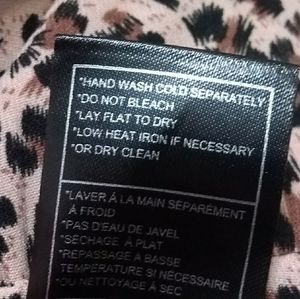 *HAND WASH COLD SEPARATELY
*DO NOT BLEACH
*LAY FLAT TO DRY
*LOW HEAT IRON IF NECESSARY
*OR DRY CLEAN
*LAVER À LA MAIN SÉPARÉMENT
À FROID
*PAS D'EAU DE JAVEL
*SÉCHAGE À PLAT
*REPASSAGE À BASSE
TEMPERATURE SI NÉCESSAIRE
*OU NETTOYAGE À SEC